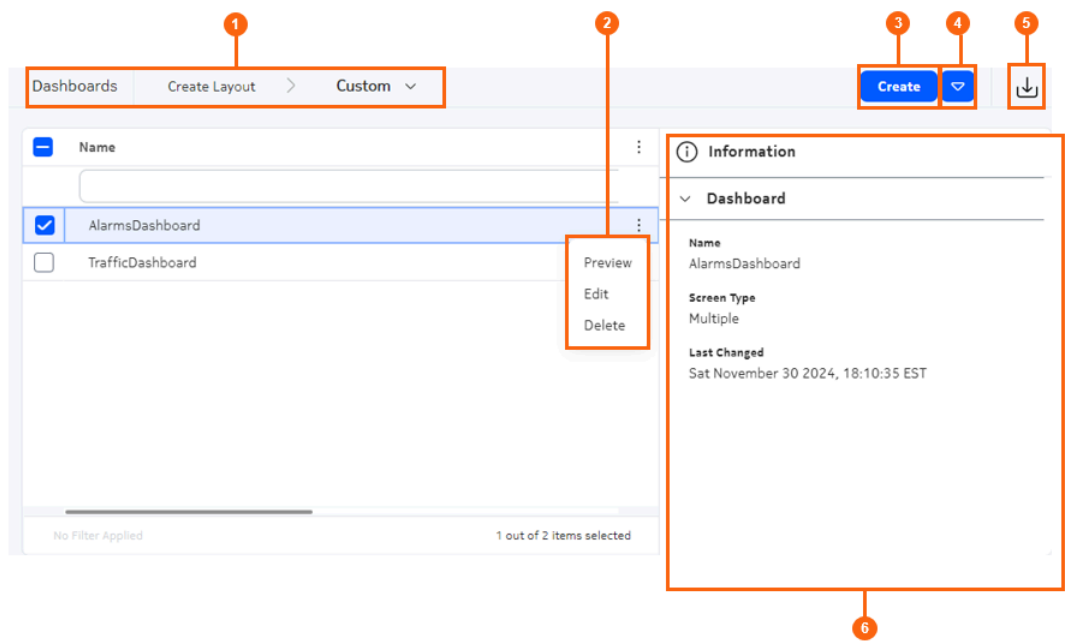 1
2
3
4
5
Dashboards
Create Layout
Custom
Create
Name
Information
Dashboard
AlarmsDashboard
TrafficDashboard
Preview
Edit
Delete
Name
AlarmsDashboard
Screen Type
Multiple
Last Changed
Sat November 30 2024, 18:10:35 EST
No Filter Applied
1 out of 2 items selected
6